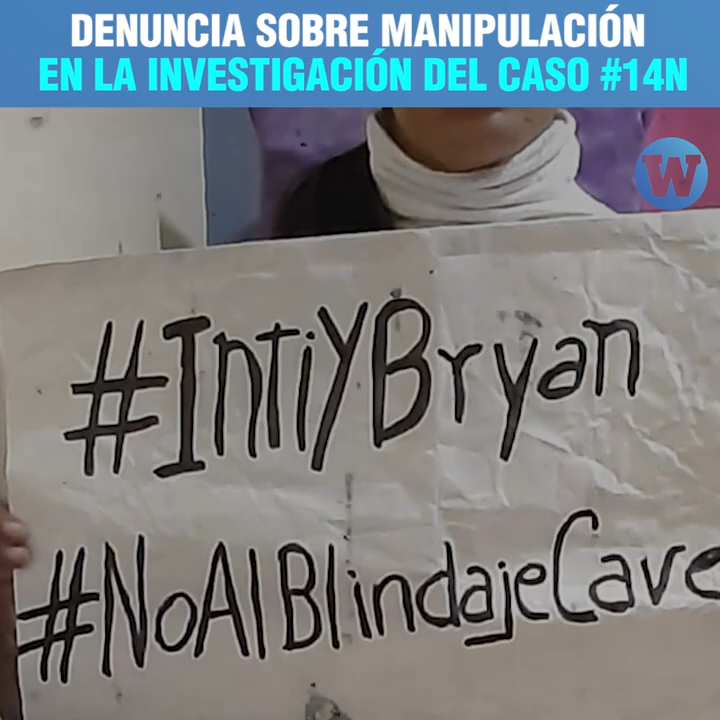 DENUNCIA SOBRE MANIPULACIÓN
EN LA INVESTIGACIÓN DEL CASO #14N
W
#IntiYBryan
#NoAlBlindajeCave